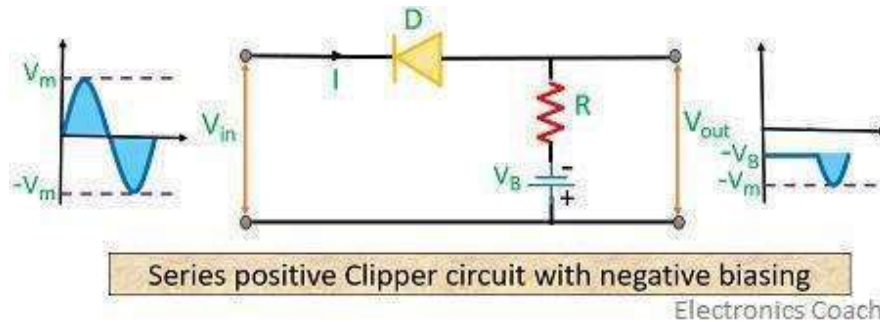 D
Vm
I
R
Vin
Vout
VB
-
+
-Vm
-VB
-Vm
Series positive Clipper circuit with negative biasing
Electronics Coach